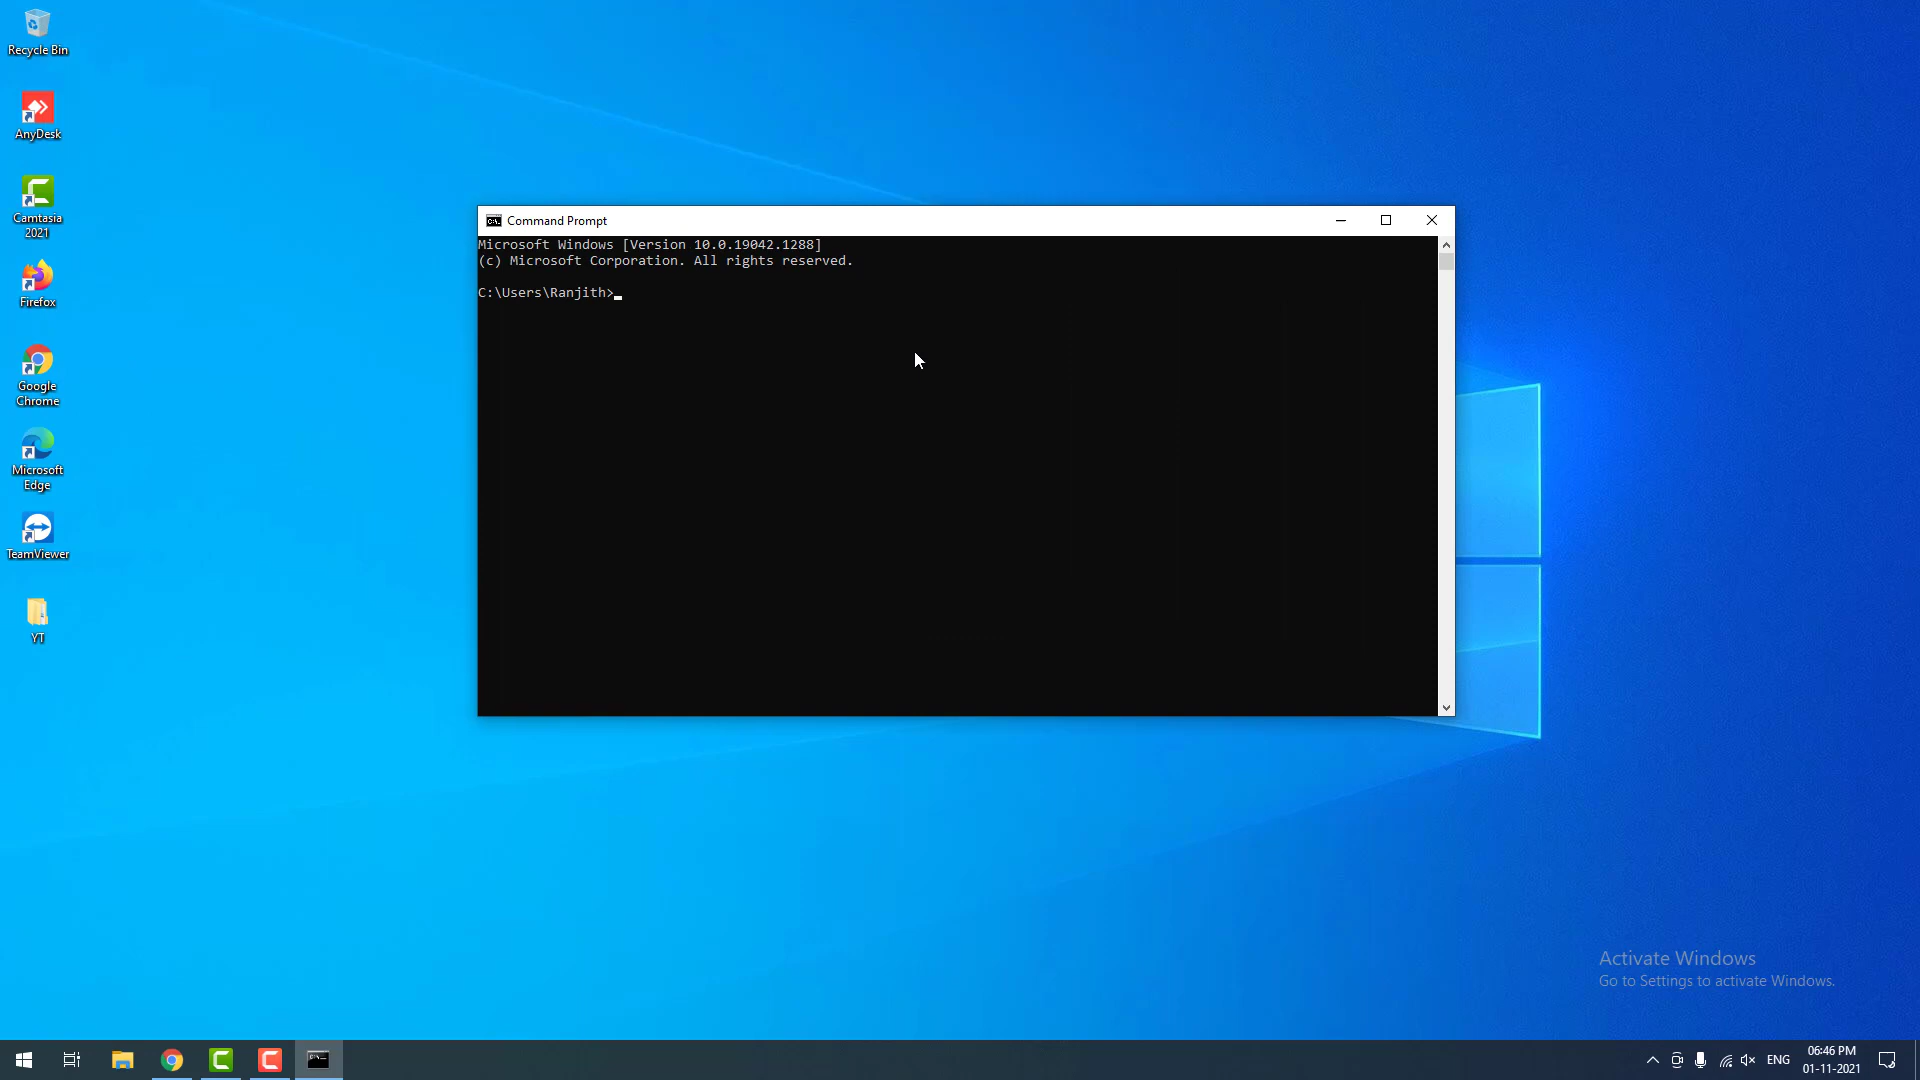 Recycle Bin
AnyDesk
Camtasia
2021
Firefox
Google
Chrome
Microsoft
Edge
TeamViewer
YT
Command Prompt
Microsoft Windows [Version 10.0.19042.1288]
(c) Microsoft Corporation. All rights reserved.
C:\Users\Ranjith>
Activate Windows
Go to Settings to activate Windows.
ENG
06:46 PM
01-11-2021